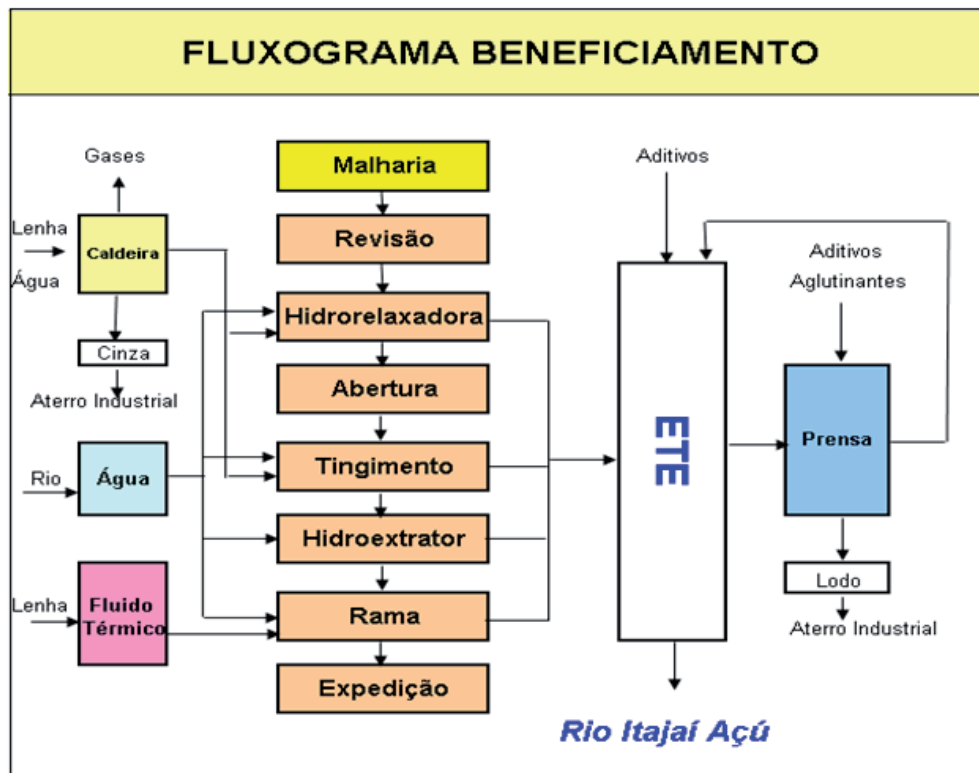 FLUXOGRAMA BENEFICIAMENTO
Gases
Lenha
Água
Caldeira
Cinza
Aterro Industrial
Rio
Água
Lenha
Fluido
Térmico
Malharia
Revisão
Hidrorelaxadora
Abertura
Tingimento
Hidroextrator
Rama
Expedição
Aditivos
ETE
Rio Itajaí Açú
Aditivos
Aglutinantes
Prensa
Lodo
Aterro Industrial